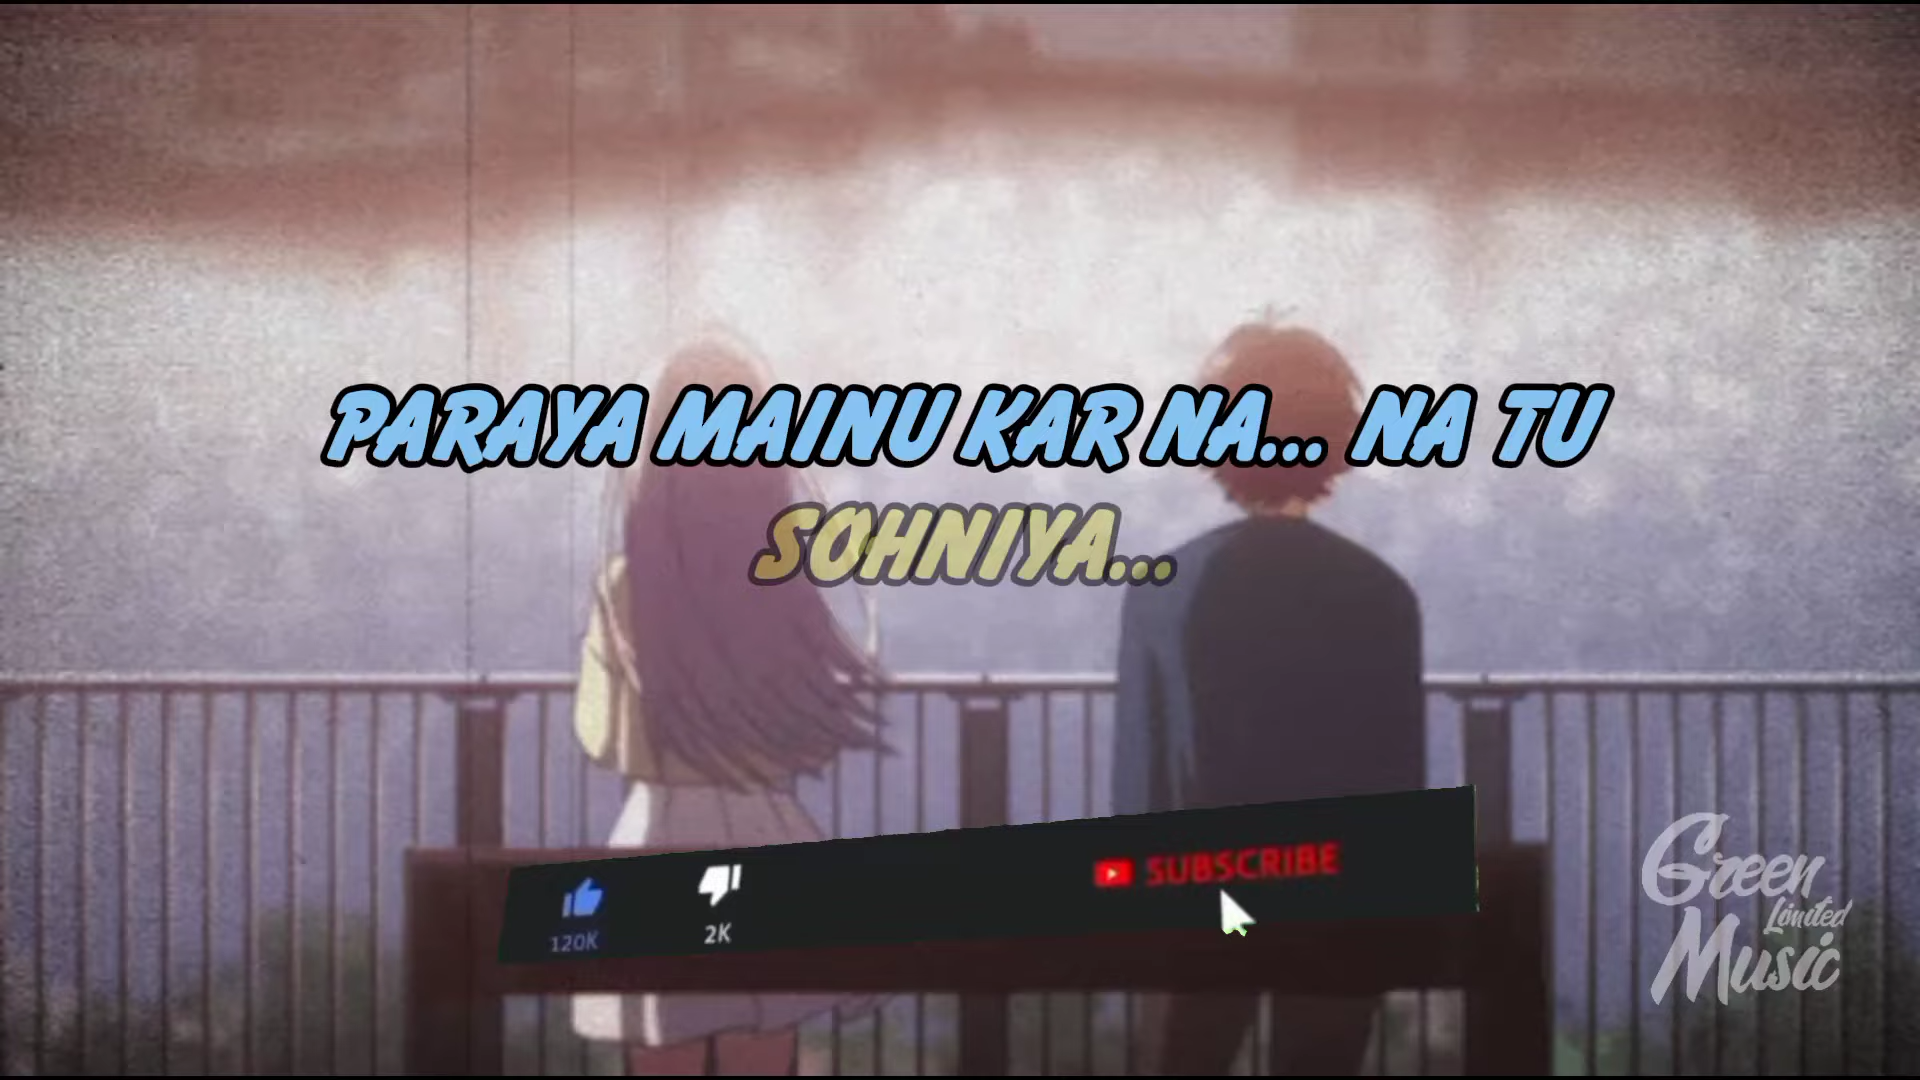 PARAYA MAINU KAR NA... NA TU
SOHNIYA...
SUBSCRIBE
120K
2K
Green
Limited
Music